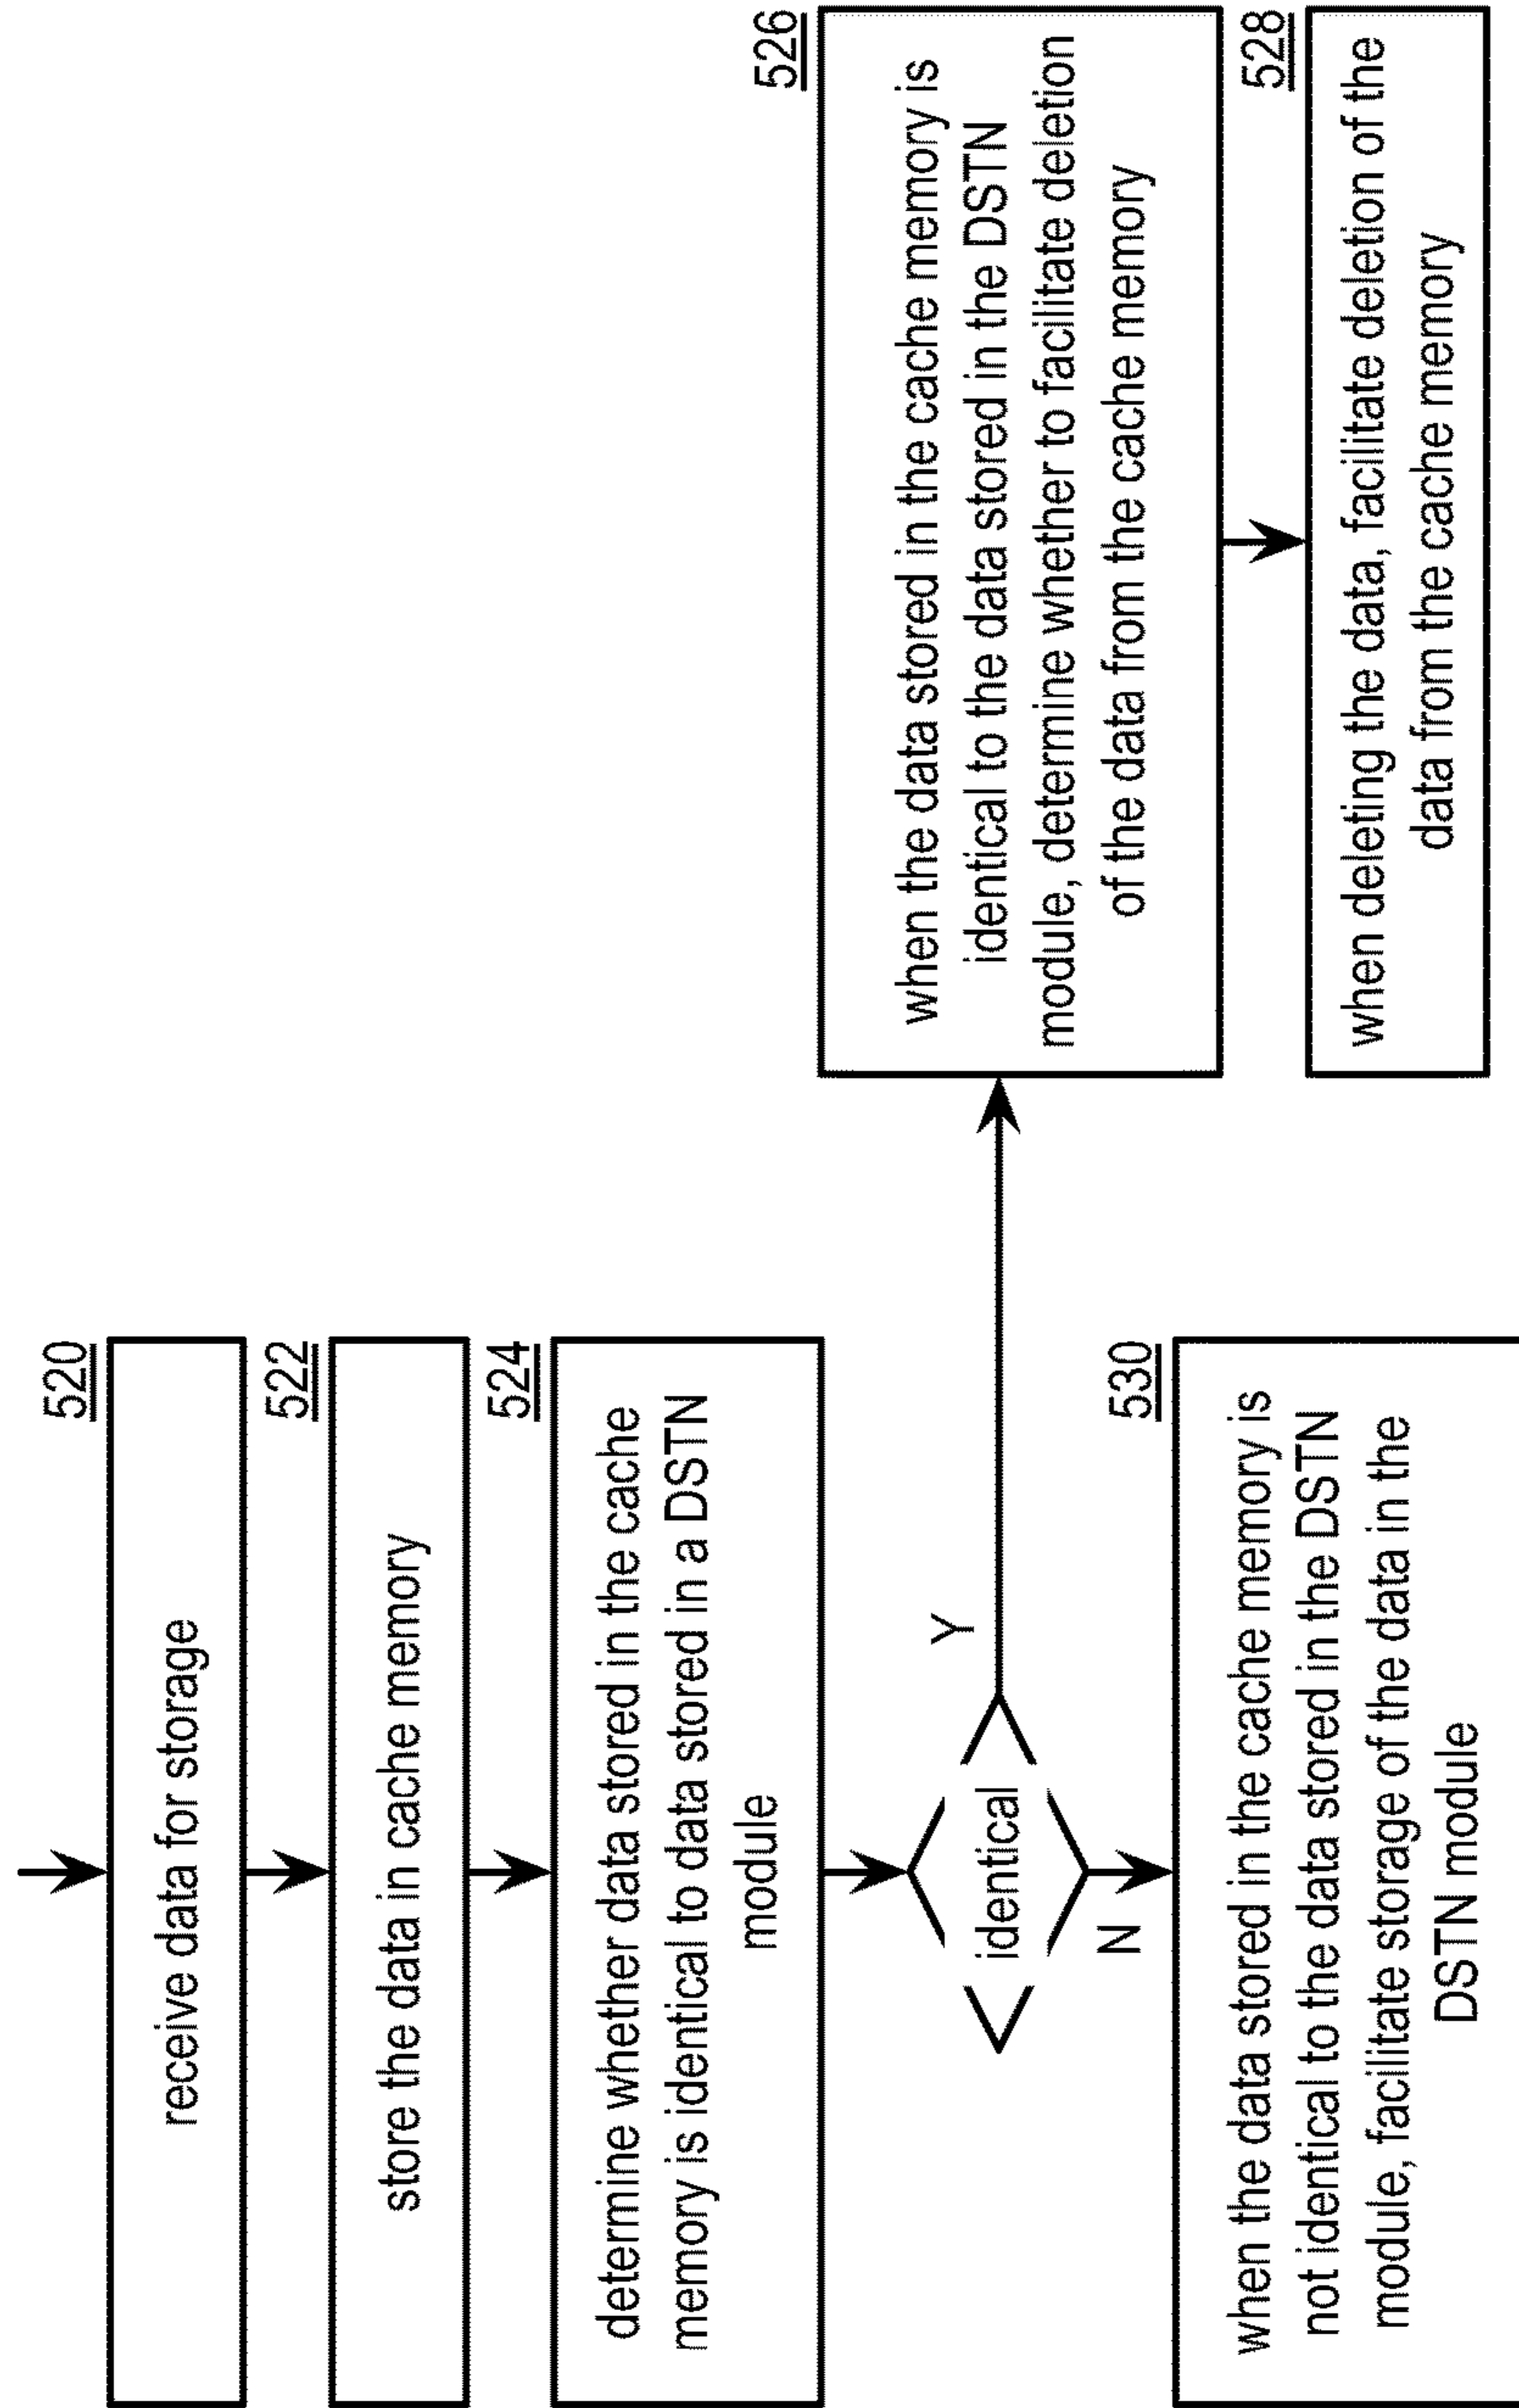 520
receive data for storage
522
store the data in cache memory
524
determine whether data stored in the cache
memory is identical to data stored in a DSTN
module
identical
Y
N
526
when the data stored in the cache memory is
identical to the data stored in the DSTN
module, determine whether to facilitate deletion
of the data from the cache memory
528
when deleting the data, facilitate deletion of the
data from the cache memory
530
when the data stored in the cache memory is
not identical to the data stored in the DSTN
module, facilitate storage of the data in the
DSTN module